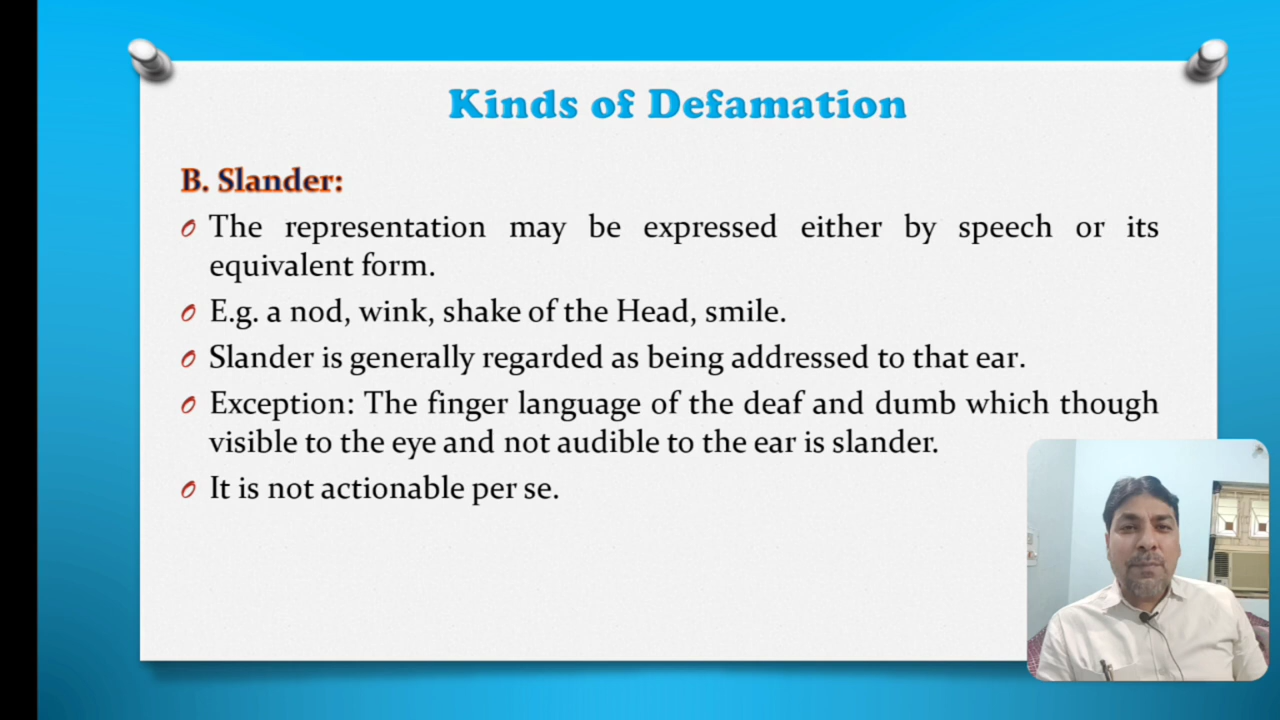 Kinds of Defamation
B. Slander:
The representation may be expressed either by speech or its
equivalent form.
E.g. a nod, wink, shake of the Head, smile.
Slander is generally regarded as being addressed to that ear.
Exception: The finger language of the deaf and dumb which though
visible to the eye and not audible to the ear is slander.
It is not actionable per se.